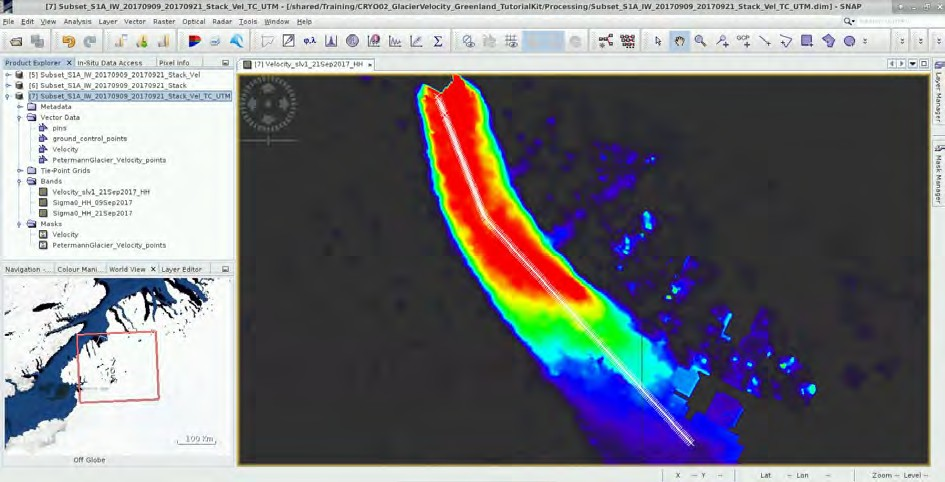 [7] Subset_S1A_IW_20170909_20170921_Stack_Vel_TC_UTM - [/shared/Training/CRYO02_GlacierVelocity_Greenland_TutorialKit/Processing/Subset_S1A_IW_20170909_20170921_Stack_Vel_TC_UTM.dim] - SNAP
File Edit View Analysis Layer Vector Raster Optical Radar Tools Window Help
Product Explorer X In-Situ Data Access Pixel Info
[7] Velocity_slv1_21Sep2017_HH
[5] Subset_S1A_IW_20170909_20170921_Stack_Vel
[6] Subset_S1A_IW_20170909_20170921_Stack
[7] Subset_S1A_IW_20170909_20170921_Stack_Vel_TC_UTM
Metadata
Vector Data
pins
ground_control_points
Velocity
PetermannGlacier_Velocity_points
Tie-Point Grids
Bands
Velocity_slv1_21Sep2017_HH
Sigma0_HH_09Sep2017
Sigma0_HH_21Sep2017
Masks
Velocity
PetermannGlacier_Velocity_points
Layer Manager
Mask Manager
Navigation -... Colour Mani... World View X Layer Editor
100 Km
Off Globe
X -- Y -- Lat -- Lon -- Zoom -- Level --